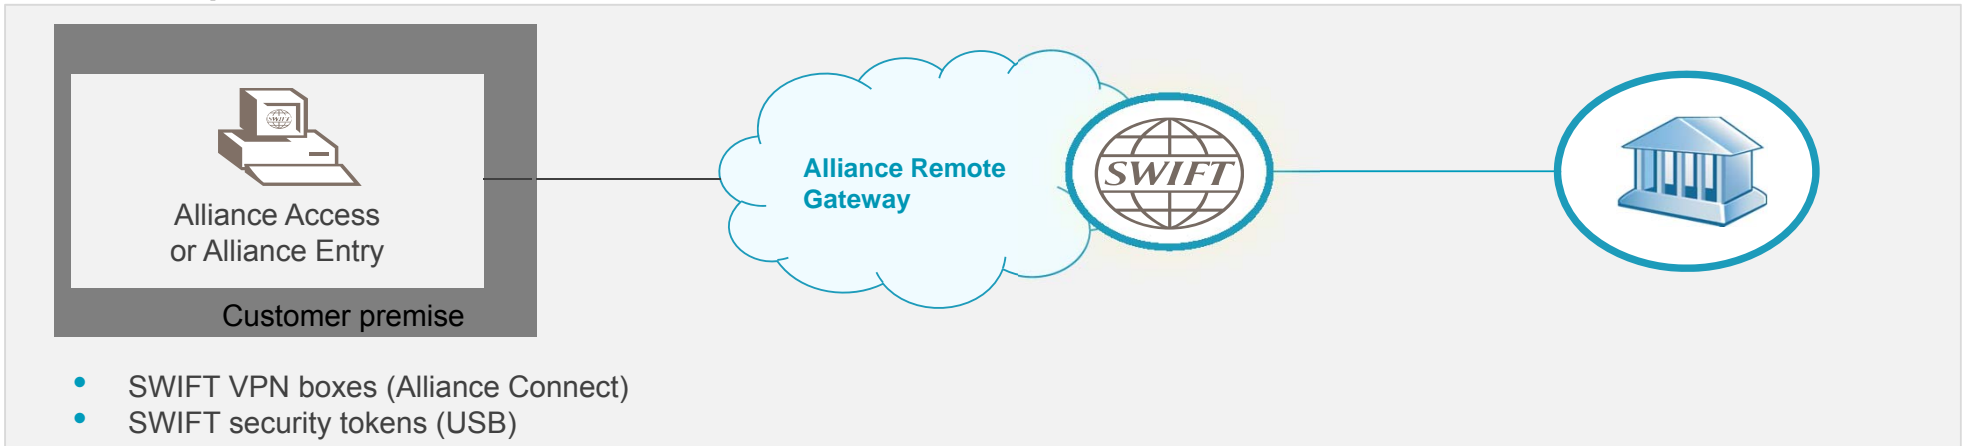 SWIFT
Alliance Access
or Alliance Entry
Customer premise
Alliance Remote
Gateway
SWIFT
SWIFT VPN boxes (Alliance Connect)
SWIFT security tokens (USB)